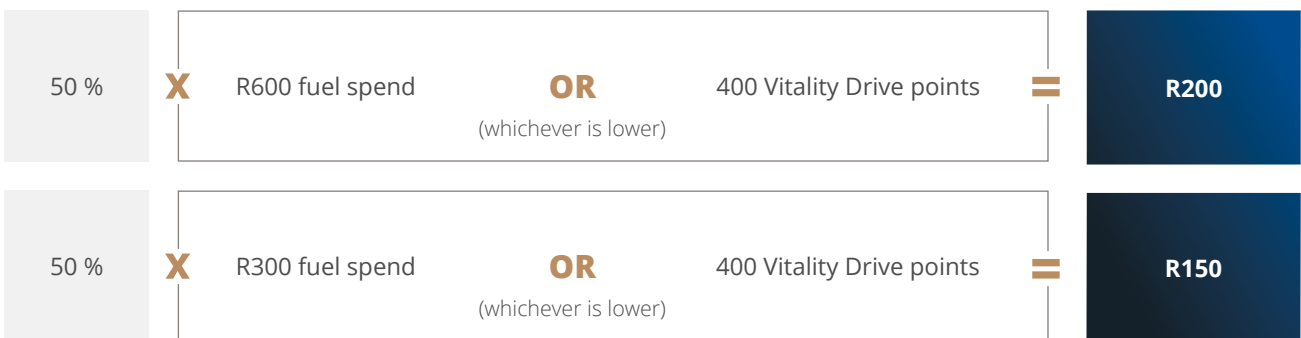 50 % X R600 fuel spend OR 400 Vitality Drive points = R200
(whichever is lower)
50 % X R300 fuel spend OR 400 Vitality Drive points = R150
(whichever is lower)